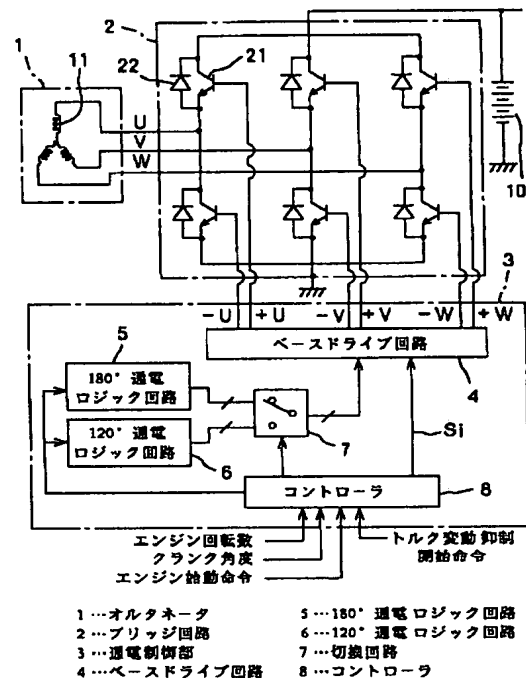 2
1
11
22
21
U
V
W
10
3
-U +U -V +V -W +W
5
ベースドライブ回路
180° 通電
ロジック回路
4
120° 通電
ロジック回路
7
Si
6
コントローラ
8
エンジン回転数
クランク角度
エンジン始動命令
トルク変動抑制
開始命令
1…オルタネータ
2…ブリッジ回路
3…通電制御部
4…ベースドライブ回路
5…180° 通電ロジック回路
6…120° 通電ロジック回路
7…切換回路
8…コントローラ